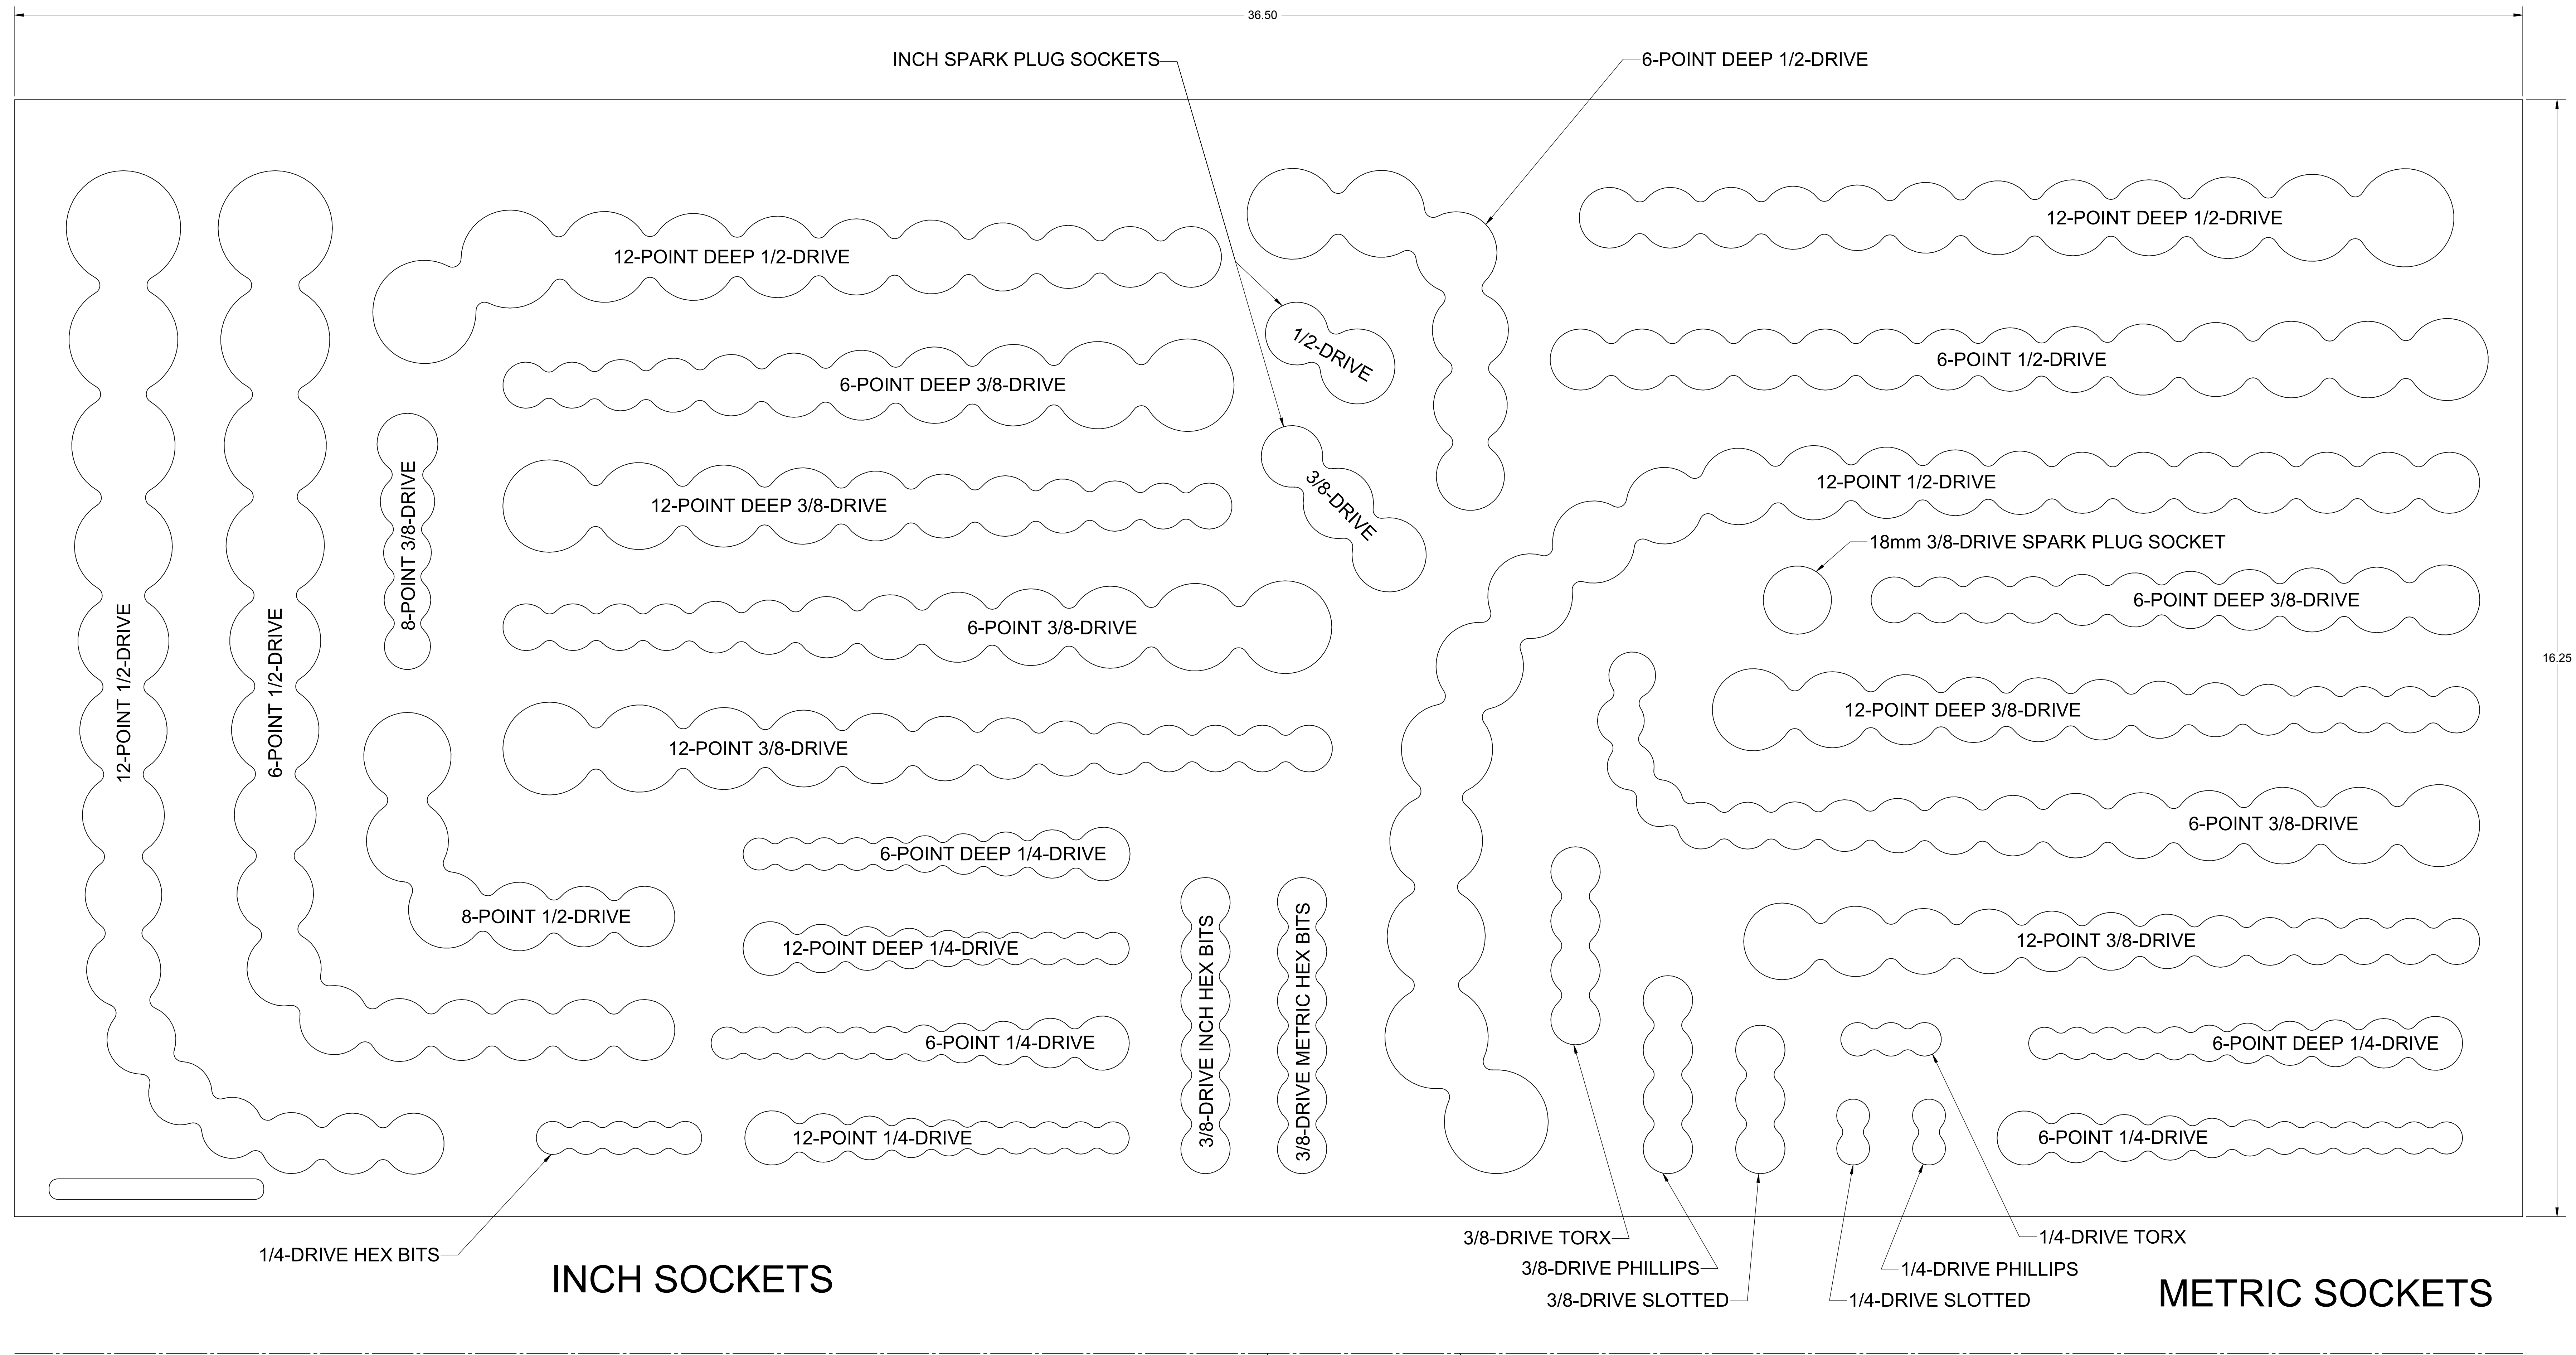 36.50
INCH SPARK PLUG SOCKETS
6-POINT DEEP 1/2-DRIVE
12-POINT DEEP 1/2-DRIVE
12-POINT DEEP 1/2-DRIVE
1/2-DRIVE
6-POINT 1/2-DRIVE
6-POINT DEEP 3/8-DRIVE
8-POINT 3/8-DRIVE
12-POINT DEEP 3/8-DRIVE
3/8-DRIVE
12-POINT 1/2-DRIVE
18mm 3/8-DRIVE SPARK PLUG SOCKET
6-POINT DEEP 3/8-DRIVE
16.25
12-POINT 1/2-DRIVE
6-POINT 1/2-DRIVE
6-POINT 3/8-DRIVE
12-POINT DEEP 3/8-DRIVE
12-POINT 3/8-DRIVE
6-POINT 3/8-DRIVE
6-POINT DEEP 1/4-DRIVE
8-POINT 1/2-DRIVE
12-POINT DEEP 1/4-DRIVE
3/8-DRIVE INCH HEX BITS
3/8-DRIVE METRIC HEX BITS
12-POINT 3/8-DRIVE
6-POINT 1/4-DRIVE
6-POINT DEEP 1/4-DRIVE
12-POINT 1/4-DRIVE
6-POINT 1/4-DRIVE
1/4-DRIVE HEX BITS
3/8-DRIVE TORX
1/4-DRIVE TORX
3/8-DRIVE PHILLIPS
1/4-DRIVE PHILLIPS
3/8-DRIVE SLOTTED
1/4-DRIVE SLOTTED
INCH SOCKETS
METRIC SOCKETS